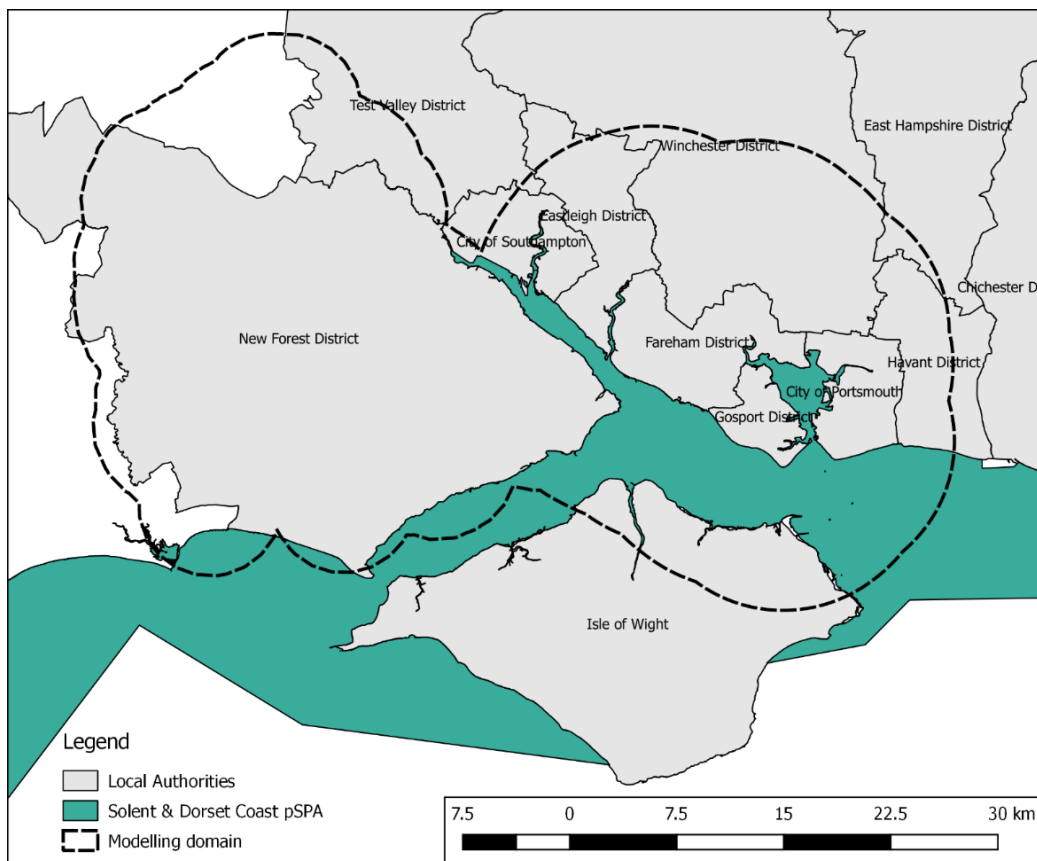 Test Valley District
East Hampshire District
Winchester District
Eastleigh District
City of Southampton
Chichester D
New Forest District
Fareham District
Havant District
City of Portsmouth
Gosport District
Isle of Wight
Legend
Local Authorities
Solent & Dorset Coast pSPA
Modelling domain
7.5 0 7.5 15 22.5 30 km